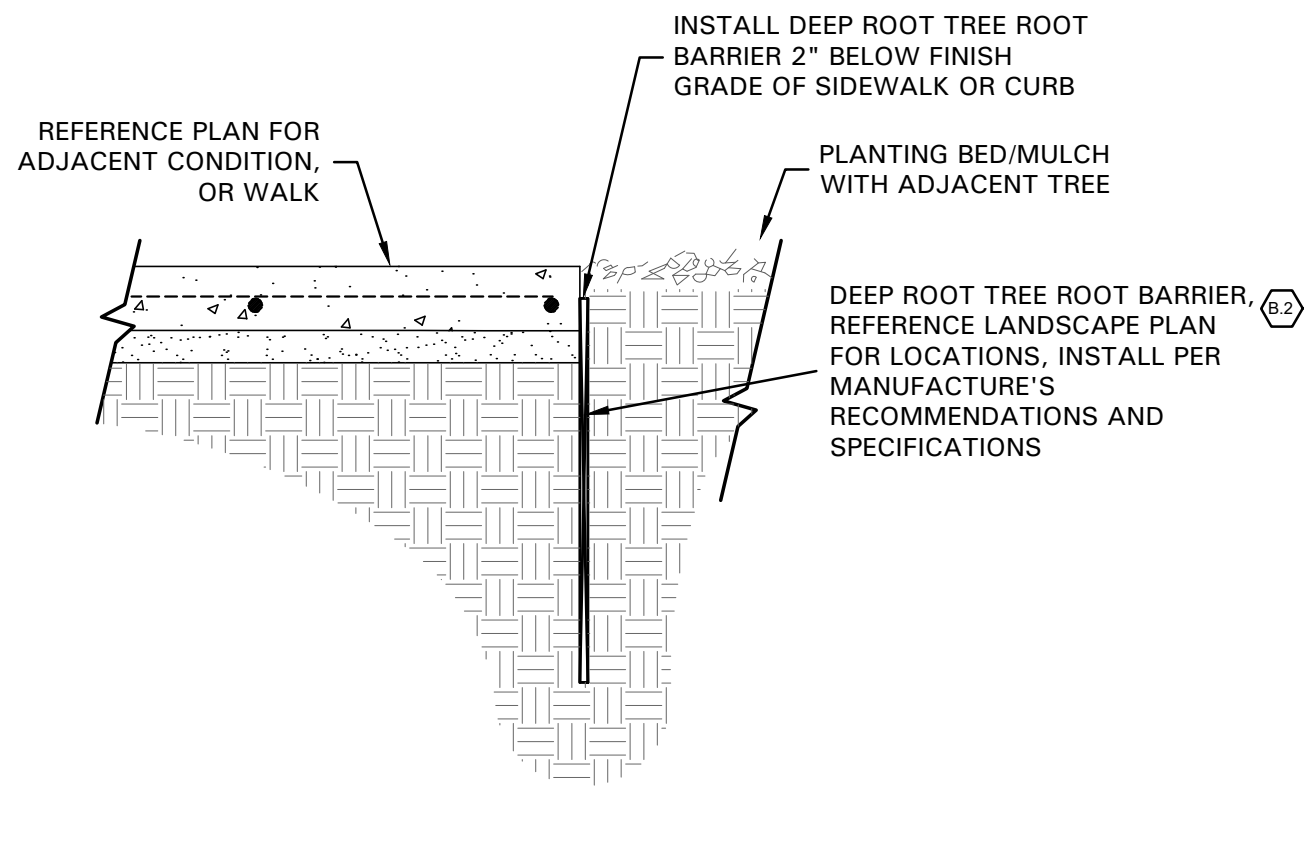 INSTALL DEEP ROOT TREE ROOT
BARRIER 2" BELOW FINISH
GRADE OF SIDEWALK OR CURB
REFERENCE PLAN FOR
ADJACENT CONDITION,
OR WALK
PLANTING BED/MULCH
WITH ADJACENT TREE
DEEP ROOT TREE ROOT BARRIER,
B.2
REFERENCE LANDSCAPE PLAN
FOR LOCATIONS, INSTALL PER
MANUFACTURE'S
RECOMMENDATIONS AND
SPECIFICATIONS